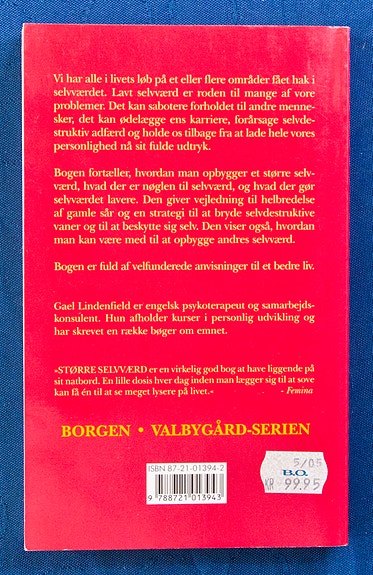 Vi har alle i livets løb på et eller flere områder fået hak i
selvværdet. Lavt selvværd er roden til mange af vore
problemer. Det kan sabotere forholdet til andre menne-
sker, det kan ødelægge ens karriere, forårsage selvde-
struktiv adfærd og holde os tilbage fra at lade hele vores
personlighed nå sit fulde udtryk.
Bogen fortæller, hvordan man opbygger et større selv-
værd, hvad der er nøglen til selvværd, og hvad der gør
selvværdet lavere. Den giver vejledning til helbredelse
af gamle sår og en strategi til at bryde selvdestruktive
vaner og til at beskytte sig selv. Den viser også, hvordan
man kan være med til at opbygge andres selvværd.
Bogen er fuld af velfunderede anvisninger til et bedre liv.
Gael Lindenfield er engelsk psykoterapeut og samarbejds-
konsulent. Hun afholder kurser i personlig udvikling og
har skrevet en række bøger om emnet.
»STØRRE SELVVÆRD er en virkelig god bog at have liggende på
sit natbord. En lille dosis hver dag inden man lægger sig til at sove
kan få én til at se meget lysere på livet.«
- Femina
BORGEN • VALBYGÅRD-SERIEN
ISBN 87-21-01394-2
9 788721 013943
5/05
B.O.
KR 99.95